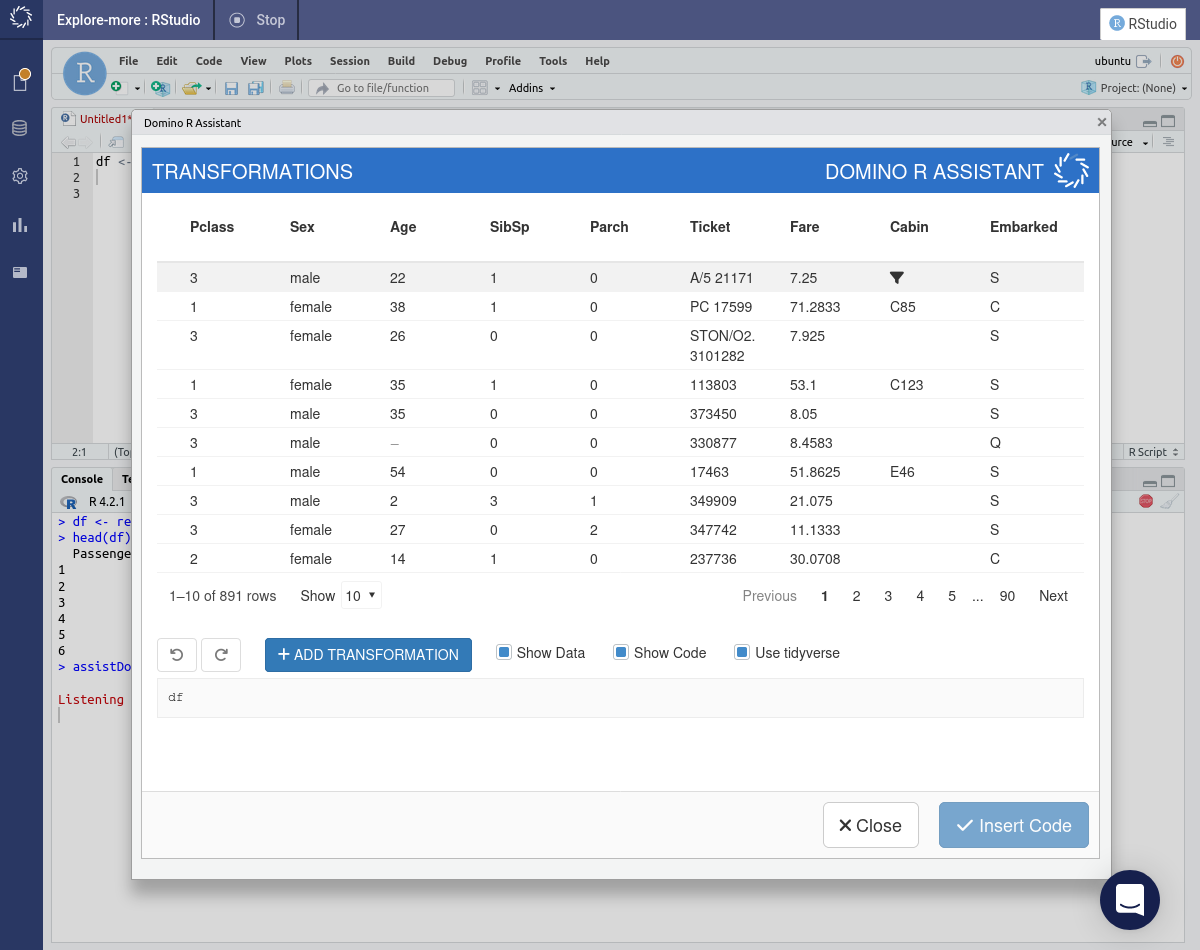 Explore-more : RStudio
Stop
R RStudio
R
File Edit Code View Plots Session Build Debug Profile Tools Help
ubuntu
Go to file/function
Addins
Project: (None)
Untitled1*
1 df <-
2
3
2:1
R Script
Console
R 4.2.1
> df <- re
> head(df)
Passenge
1
2
3
4
5
6
> assistDo
Listening
Domino R Assistant
TRANSFORMATIONS
DOMINO R ASSISTANT
Pclass Sex Age SibSp Parch Ticket Fare Cabin Embarked
3 male 22 1 0 A/5 21171 7.25 S
1 female 38 1 0 PC 17599 71.2833 C85 C
3 female 26 0 0 STON/O2. 7.925 S
3101282
1 female 35 1 0 113803 53.1 C123 S
3 male 35 0 0 373450 8.05 S
3 male – 0 0 330877 8.4583 Q
1 male 54 0 0 17463 51.8625 E46 S
3 male 2 3 1 349909 21.075 S
3 female 27 0 2 347742 11.1333 S
2 female 14 1 0 237736 30.0708 C
1–10 of 891 rows
Show 10
Previous 1 2 3 4 5 ... 90 Next
+ ADD TRANSFORMATION
Show Data
Show Code
Use tidyverse
df
Close
Insert Code